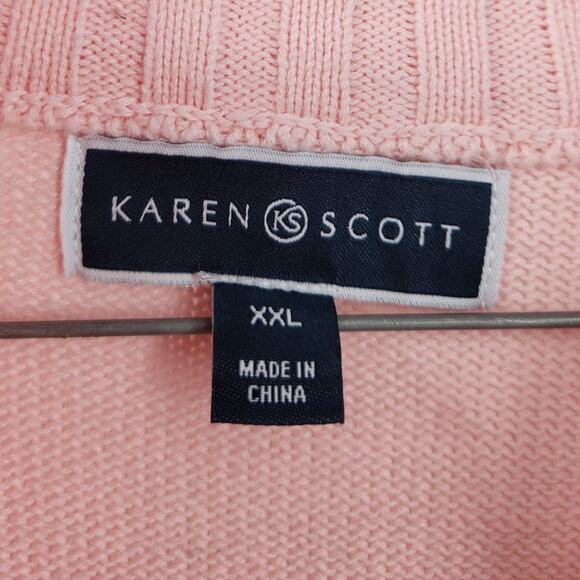 KAREN KS SCOTT
XXL
MADE IN
CHINA